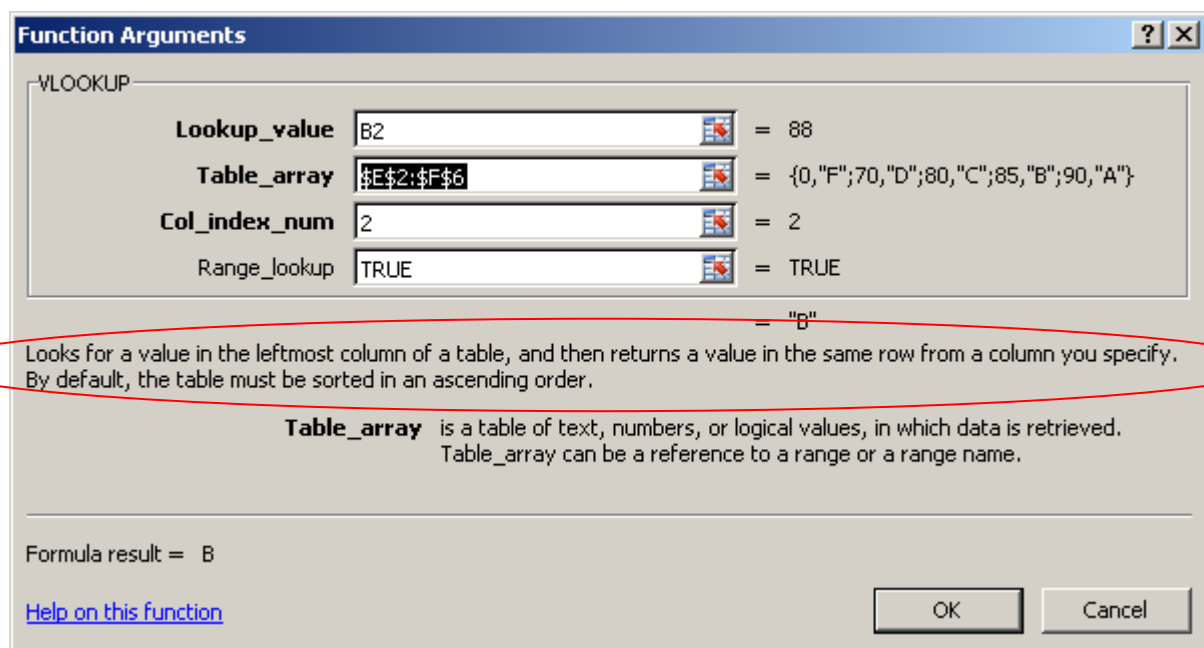 Function Arguments
VLOOKUP
Lookup_value B2 = 88
Table_array $E$2:$F$6 = {0,"F";70,"D";80,"C";85,"B";90,"A"}
Col_index_num 2 = 2
Range_lookup TRUE = TRUE
= "B"
Looks for a value in the leftmost column of a table, and then returns a value in the same row from a column you specify.
By default, the table must be sorted in an ascending order.
Table_array is a table of text, numbers, or logical values, in which data is retrieved.
Table_array can be a reference to a range or a range name.
Formula result = B
Help on this function
OK Cancel